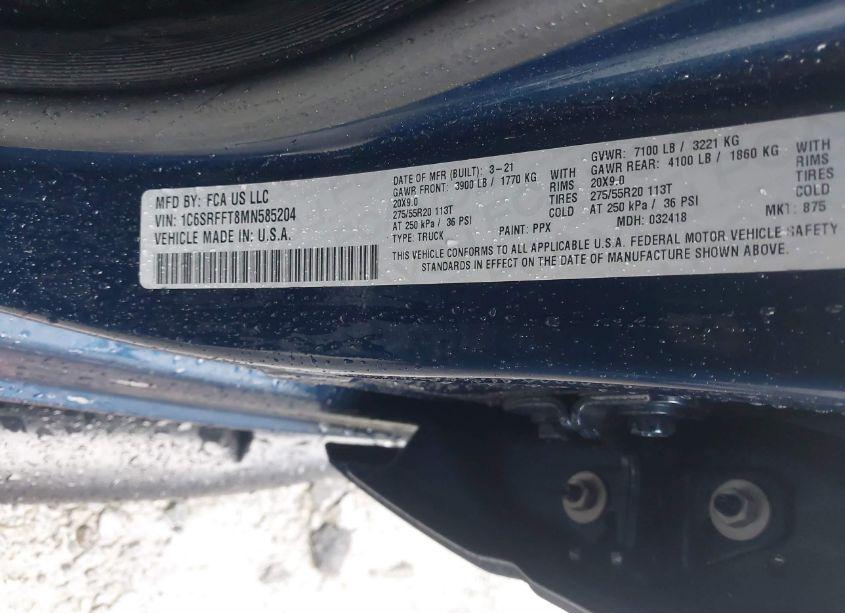 MFD BY: FCA US LLC
VIN: 1C6SRFFT8MN585204
VEHICLE MADE IN: U.S.A.
DATE OF MFR (BUILT): 3-21
GAWR FRONT: 3900 LB / 1770 KG WITH
20X9.0 RIMS
275/55R20 113T TIRES
AT 250 kPa / 36 PSI COLD
TYPE: TRUCK PAINT: PPX
GVWR: 7100 LB / 3221 KG
GAWR REAR: 4100 LB / 1860 KG WITH
20X9.0 RIMS
275/55R20 113T TIRES
AT 250 kPa / 36 PSI COLD
MDH: 032418 MKT: 875
THIS VEHICLE CONFORMS TO ALL APPLICABLE U.S.A. FEDERAL MOTOR VEHICLE SAFETY
STANDARDS IN EFFECT ON THE DATE OF MANUFACTURE SHOWN ABOVE.